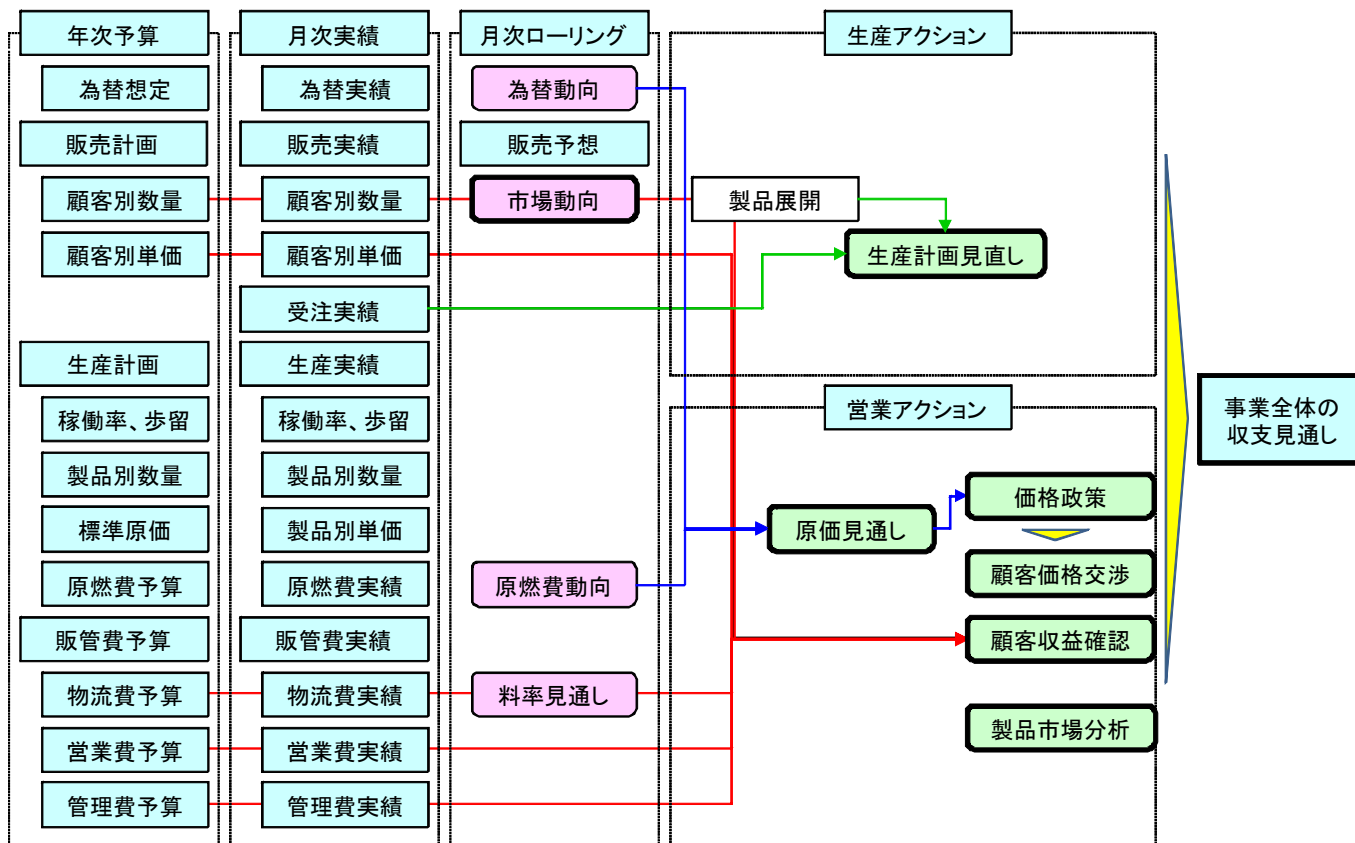 年次予算
為替想定
販売計画
顧客別数量
顧客別単価
生産計画
稼働率、歩留
製品別数量
標準原価
原燃費予算
販管費予算
物流費予算
営業費予算
管理費予算
月次実績
為替実績
販売実績
顧客別数量
顧客別単価
受注実績
生産実績
稼働率、歩留
製品別数量
製品別単価
原燃費実績
販管費実績
物流費実績
営業費実績
管理費実績
月次ローリング
為替動向
販売予想
市場動向
原燃費動向
料率見通し
生産アクション
製品展開
生産計画見直し
営業アクション
原価見通し
価格政策
顧客価格交渉
顧客収益確認
製品市場分析
事業全体の
収支見通し